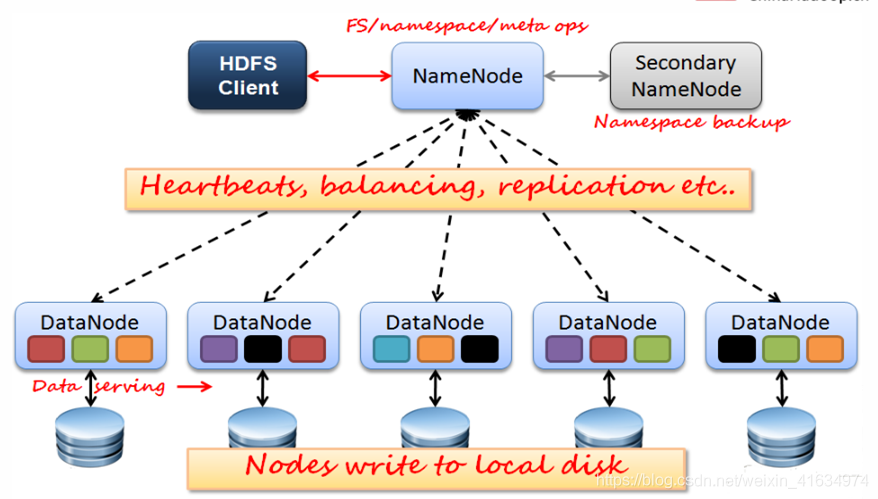 FS/namespace/meta ops
HDFS
Client
NameNode
Secondary
NameNode
Namespace backup
Heartbeats, balancing, replication etc..
DataNode
DataNode
DataNode
DataNode
DataNode
Data serving
Nodes write to local disk
https://blog.csdn.net/weixin_41634974